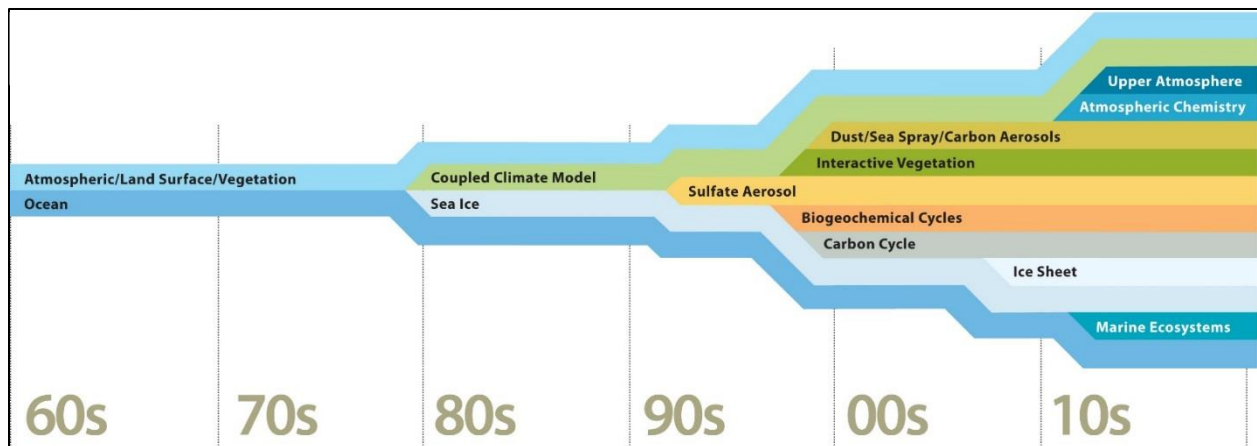 Upper Atmosphere
Atmospheric Chemistry
Dust/Sea Spray/Carbon Aerosols
Interactive Vegetation
Atmospheric/Land Surface/Vegetation
Coupled Climate Model
Sulfate Aerosol
Ocean
Sea Ice
Biogeochemical Cycles
Carbon Cycle
Ice Sheet
Marine Ecosystems
60s 70s 80s 90s 00s 10s